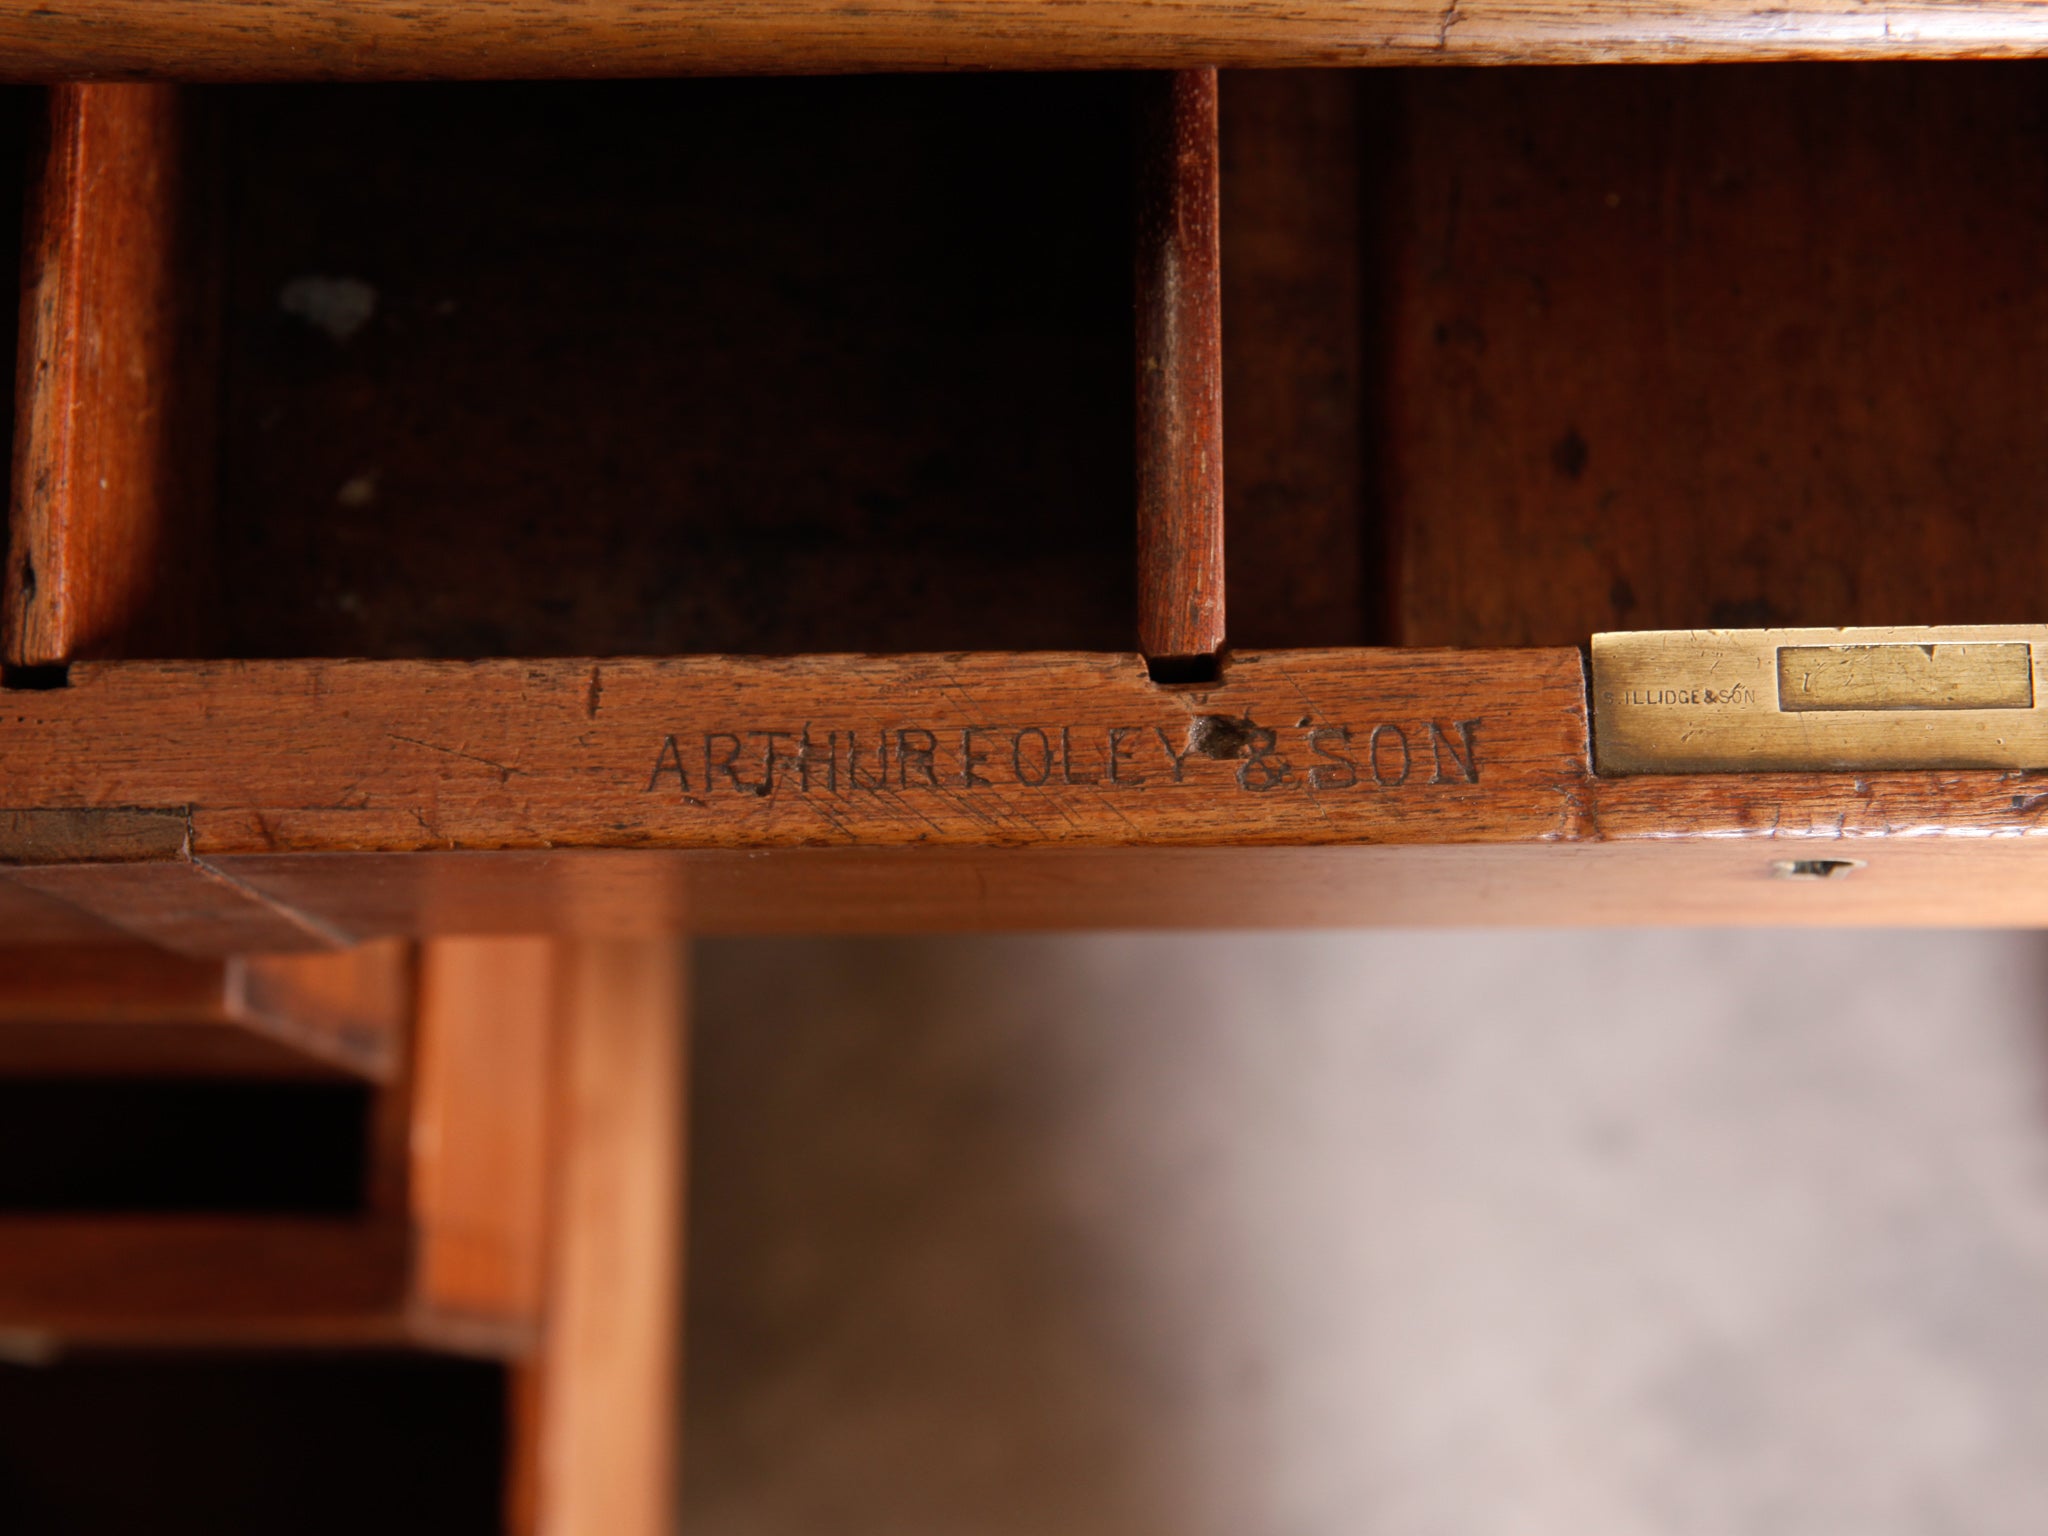 ARTHUR FOLEY & SON
S. ILLIDGE & SON